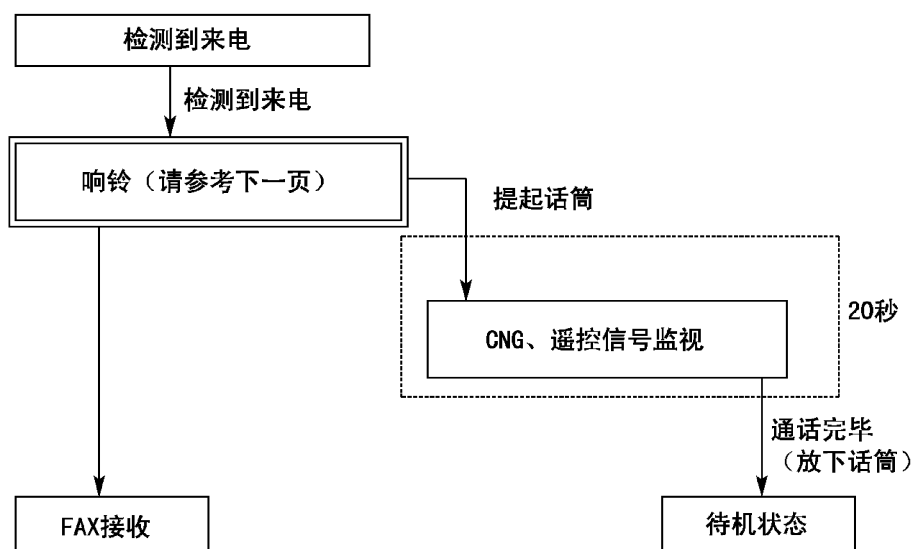 检测到来电
检测到来电
响铃（请参考下一页）
提起话筒
20秒
CNG、遥控信号监视
通话完毕
（放下话筒）
FAX接收
待机状态